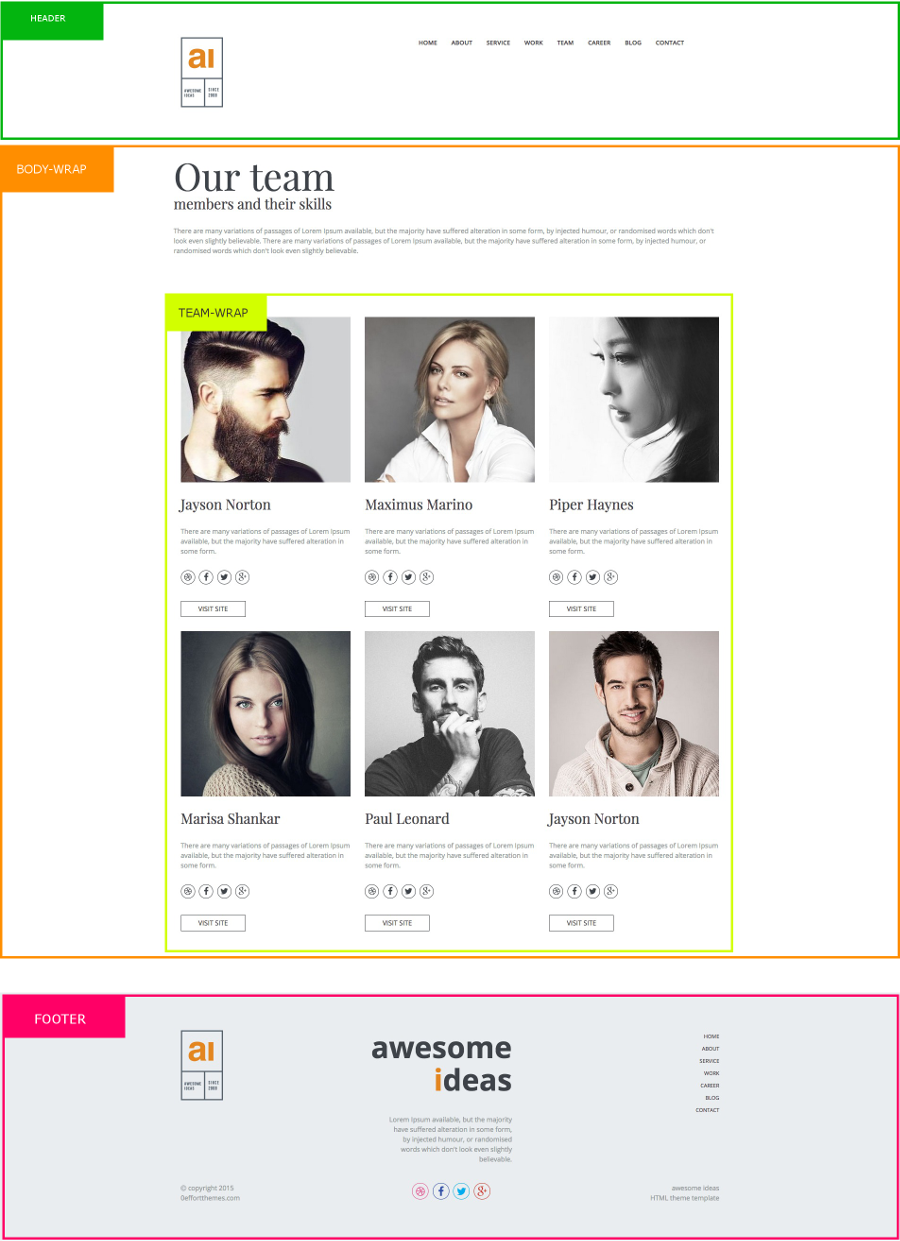 HEADER
ai
AWESOME IDEAS
SINCE 2000
HOME ABOUT SERVICE WORK TEAM CAREER BLOG CONTACT
BODY-WRAP
Our team
members and their skills
There are many variations of passages of Lorem Ipsum available, but the majority have suffered alteration in some form, by injected humour, or randomised words which don't
look even slightly believable. There are many variations of passages of Lorem Ipsum available, but the majority have suffered alteration in some form, by injected humour, or
randomised words which don't look even slightly believable.
TEAM-WRAP
Jayson Norton
There are many variations of passages of Lorem Ipsum
available, but the majority have suffered alteration in
some form.
VISIT SITE
Maximus Marino
There are many variations of passages of Lorem Ipsum
available, but the majority have suffered alteration in
some form.
VISIT SITE
Piper Haynes
There are many variations of passages of Lorem Ipsum
available, but the majority have suffered alteration in
some form.
VISIT SITE
Marisa Shankar
There are many variations of passages of Lorem Ipsum
available, but the majority have suffered alteration in
some form.
VISIT SITE
Paul Leonard
There are many variations of passages of Lorem Ipsum
available, but the majority have suffered alteration in
some form.
VISIT SITE
Jayson Norton
There are many variations of passages of Lorem Ipsum
available, but the majority have suffered alteration in
some form.
VISIT SITE
FOOTER
ai
AWESOME IDEAS
SINCE 2000
awesome
ideas
Lorem Ipsum available, but the majority
have suffered alteration in some form,
by injected humour, or randomised
words which don't look even slightly
believable.
HOME
ABOUT
SERVICE
WORK
CAREER
BLOG
CONTACT
© copyright 2015
0effortthemes.com
awesome ideas
HTML theme template